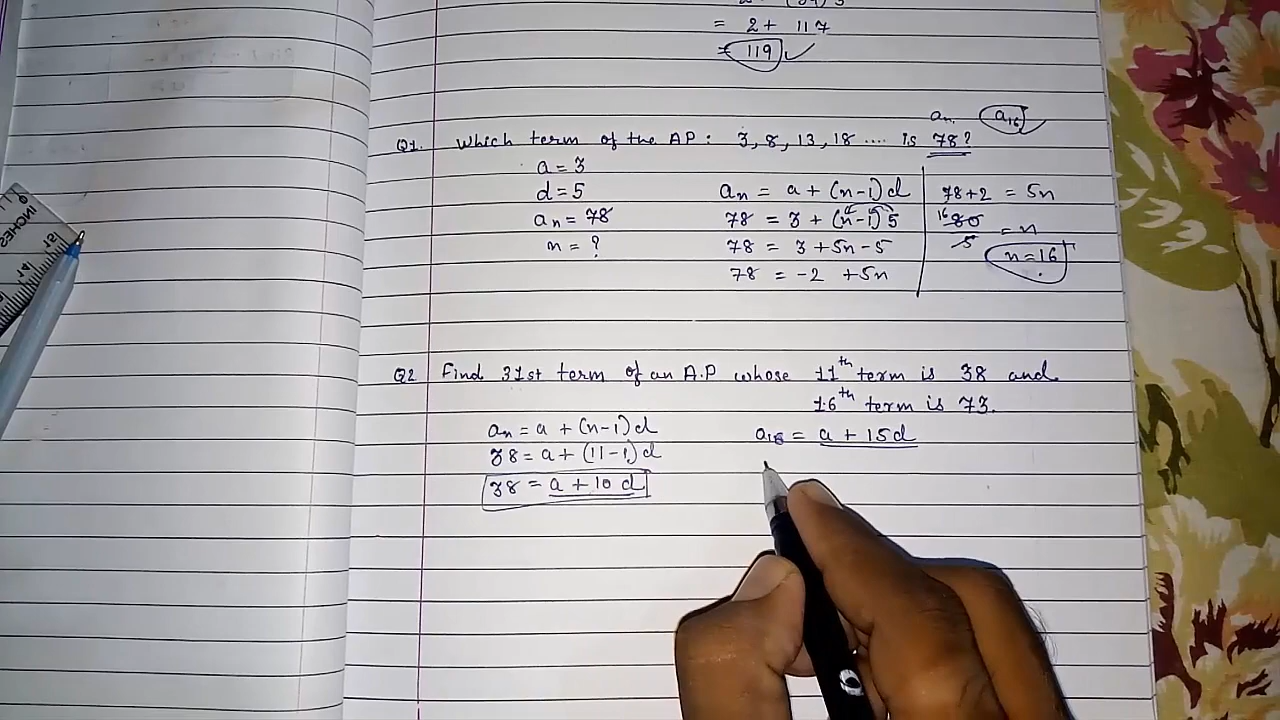 = 2 + 117
= 119
an a16
Q1. Which term of the AP: 3, 8, 13, 18 .... is 78?
a = 3
d = 5
an = 78
n = ?
an = a + (n-1)d
78 = 3 + (n-1)5
78 = 3 + 5n - 5
78 = -2 + 5n
78+2 = 5n
16 80/5 = n
n = 16
Q2 Find 31st term of an A.P whose 11th term is 38 and
16th term is 73.
an = a + (n-1)d
38 = a + (11-1)d
38 = a + 10 d
a16 = a + 15d
INCHES